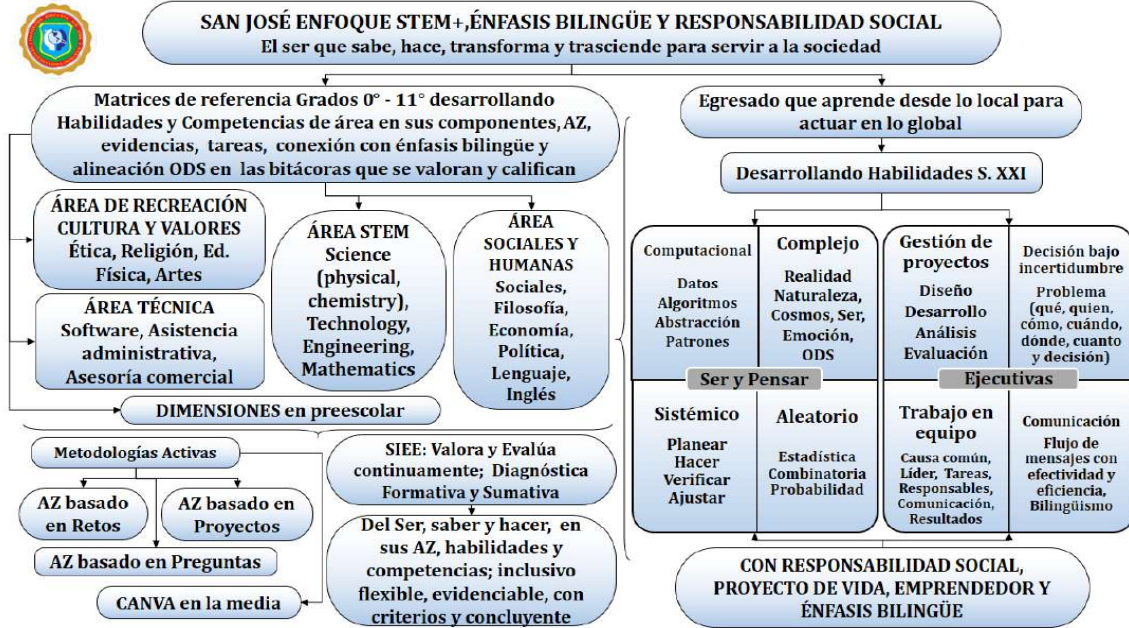 SAN JOSÉ ENFOQUE STEM+,ÉNFASIS BILINGÜE Y RESPONSABILIDAD SOCIAL
El ser que sabe, hace, transforma y trasciende para servir a la sociedad
Matrices de referencia Grados 0° - 11° desarrollando
Habilidades y Competencias de área en sus componentes, AZ,
evidencias, tareas, conexión con énfasis bilingüe y
alineación ODS en las bitácoras que se valoran y califican
ÁREA DE RECREACIÓN
CULTURA Y VALORES
Ética, Religión, Ed.
Física, Artes
ÁREA TÉCNICA
Software, Asistencia
administrativa,
Asesoría comercial
ÁREA STEM
Science
(physical,
chemistry),
Technology,
Engineering,
Mathematics
ÁREA
SOCIALES Y
HUMANAS
Sociales,
Filosofía,
Economía,
Política,
Lenguaje,
Inglés
DIMENSIONES en preescolar
Metodologías Activas
AZ basado
en Retos
AZ basado en
Proyectos
AZ basado en Preguntas
CANVA en la media
SIEE: Valora y Evalúa
continuamente; Diagnóstica
Formativa y Sumativa
Del Ser, saber y hacer, en
sus AZ, habilidades y
competencias; inclusivo
flexible, evidenciable, con
criterios y concluyente
Egresado que aprende desde lo local para
actuar en lo global
Desarrollando Habilidades S. XXI
Computacional
Datos
Algoritmos
Abstracción
Patrones
Complejo
Realidad
Naturaleza,
Cosmos, Ser,
Emoción,
ODS
Ser y Pensar
Sistémico
Planear
Hacer
Verificar
Ajustar
Aleatorio
Estadística
Combinatoria
Probabilidad
Gestión de
proyectos
Diseño
Desarrollo
Análisis
Evaluación
Decisión bajo
incertidumbre
Problema
(qué, quien,
cómo, cuándo,
dónde, cuanto
y decisión)
Ejecutivas
Trabajo en
equipo
Causa común,
Líder, Tareas,
Responsables,
Comunicación,
Resultados
Comunicación
Flujo de
mensajes con
efectividad y
eficiencia,
Bilingüismo
CON RESPONSABILIDAD SOCIAL,
PROYECTO DE VIDA, EMPRENDEDOR Y
ÉNFASIS BILINGÜE